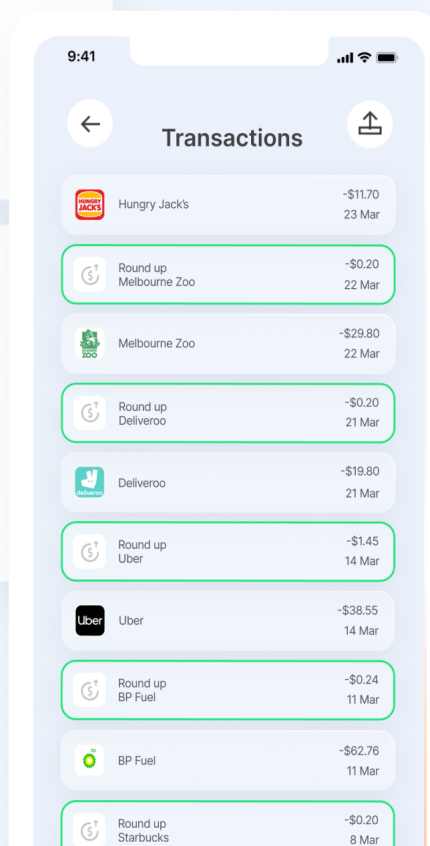 9:41
Transactions
HUNGRY
JACK'S
Hungry Jack's
-$11.70
23 Mar
Round up
Melbourne Zoo
-$0.20
22 Mar
ZOO
Melbourne Zoo
-$29.80
22 Mar
Round up
Deliveroo
-$0.20
21 Mar
deliveroo
Deliveroo
-$19.80
21 Mar
Round up
Uber
-$1.45
14 Mar
Uber
Uber
-$38.55
14 Mar
Round up
BP Fuel
-$0.24
11 Mar
bp
BP Fuel
-$62.76
11 Mar
Round up
Starbucks
-$0.20
8 Mar